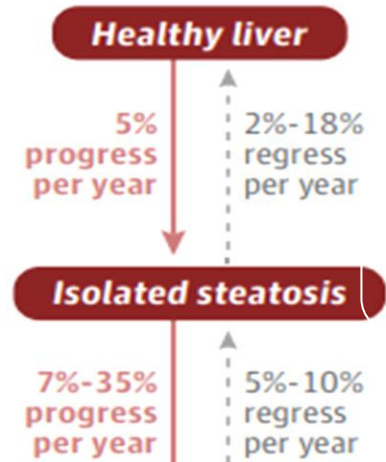 Healthy liver
5%
progress
per year
2%-18%
regress
per year
Isolated steatosis
7%-35%
progress
per year
5%-10%
regress
per year